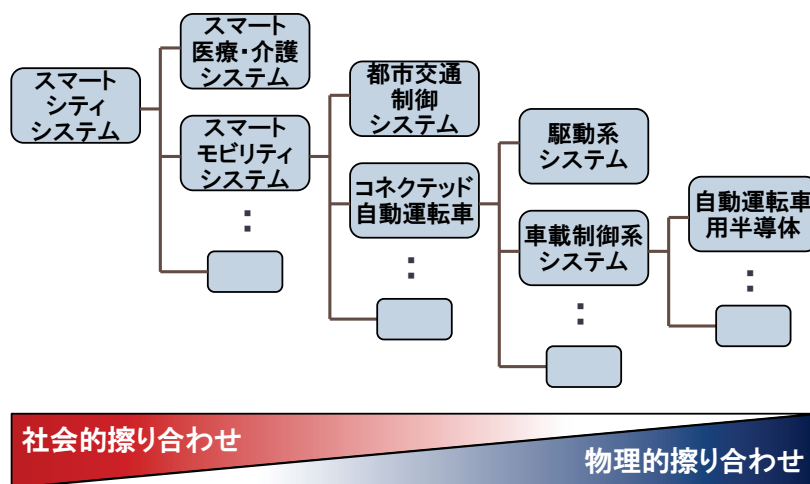 スマート
シティ
システム
スマート
医療・介護
システム
スマート
モビリティ
システム
:
都市交通
制御
システム
コネクテッド
自動運転車
:
駆動系
システム
車載制御系
システム
:
自動運転車
用半導体
:
社会的擦り合わせ
物理的擦り合わせ